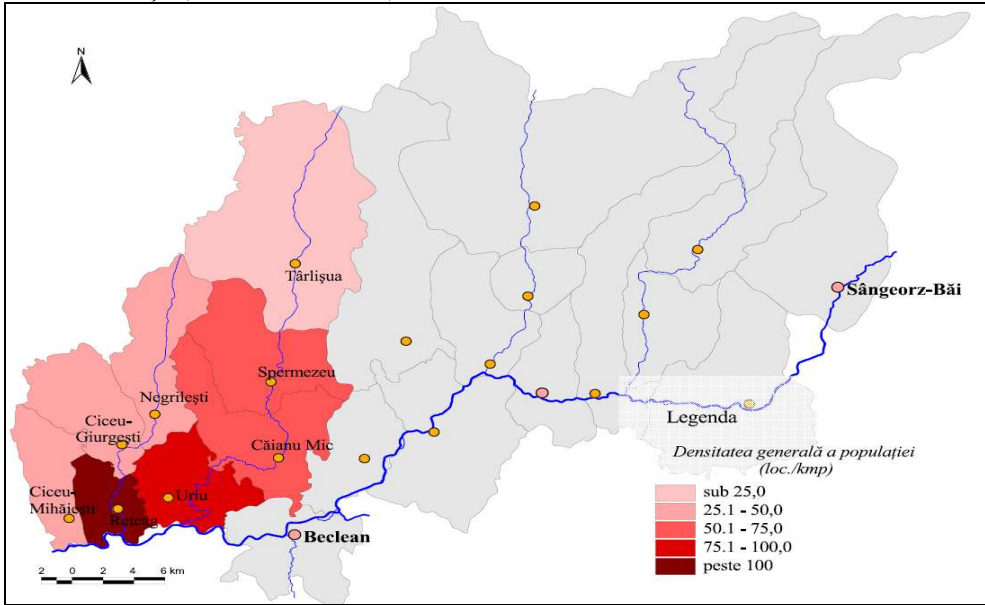 N
Târlişua
Sângeorz-Băi
Spermezeu
Negrileşti
Ciceu-
Giurgeşti
Căianu Mic
Ciceu-
Mihăieşti
Uriu
Reteag
Beclean
Legenda
Densitatea generală a populaţiei
(loc./kmp)
sub 25,0
25.1 - 50,0
50.1 - 75,0
75.1 - 100,0
peste 100
2 0 2 4 6 km